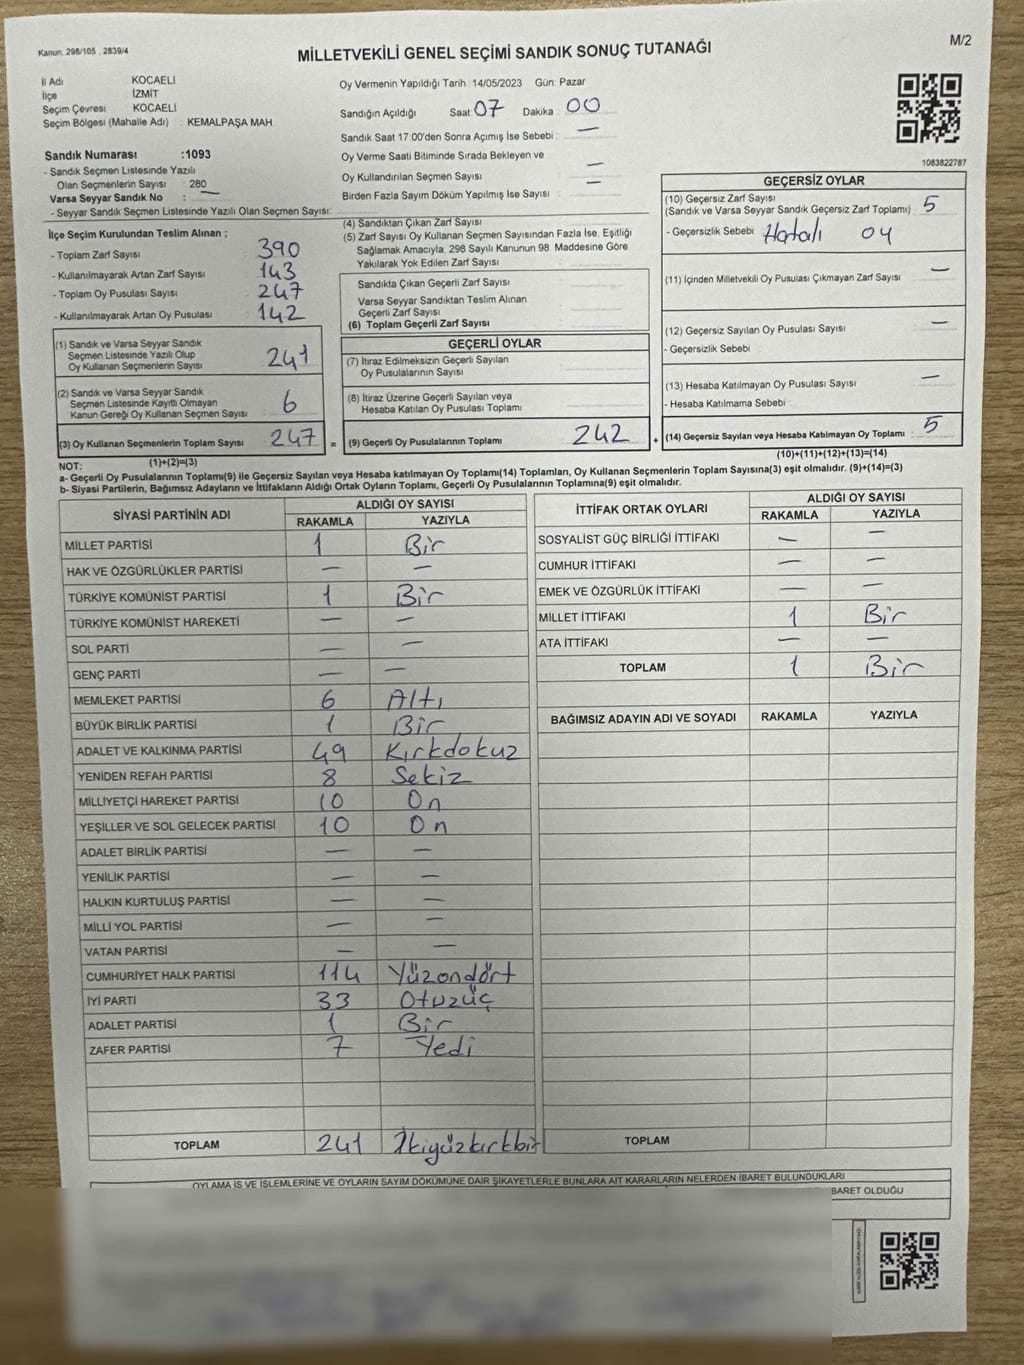 Kanun: 298/105 . 2839/4
MİLLETVEKİLİ GENEL SEÇİMİ SANDIK SONUÇ TUTANAĞI
M/2
İl Adı KOCAELİ
İlçe İZMİT
Seçim Çevresi KOCAELİ
Seçim Bölgesi (Mahalle Adı) : KEMALPAŞA MAH.
Oy Vermenin Yapıldığı Tarih 14/05/2023 Gün: Pazar
Sandığın Açıldığı Saat 07 Dakika : 00
Sandık Saat 17:00'den Sonra Açımış İse Sebebi : —
Oy Verme Saati Bitiminde Sırada Bekleyen ve
Oy Kullandırılan Seçmen Sayısı —
Birden Fazla Sayım Döküm Yapılmış İse Sayısı —
1083822787
Sandık Numarası :1093
- Sandık Seçmen Listesinde Yazılı
Olan Seçmenlerin Sayısı : 280
Varsa Seyyar Sandık No : —
- Seyyar Sandık Seçmen Listesinde Yazılı Olan Seçmen Sayısı:
İlçe Seçim Kurulundan Teslim Alınan ;
- Toplam Zarf Sayısı : 390
- Kullanılmayarak Artan Zarf Sayısı : 143
- Toplam Oy Pusulası Sayısı : 247
- Kullanılmayarak Artan Oy Pusulası : 142
(1) Sandık ve Varsa Seyyar Sandık
Seçmen Listesinde Yazılı Olup
Oy Kullanan Seçmenlerin Sayısı 241
(2) Sandık ve Varsa Seyyar Sandık
Seçmen Listesinde Kayıtlı Olmayan
Kanun Gereği Oy Kullanan Seçmen Sayısı 6
(3) Oy Kullanan Seçmenlerin Toplam Sayısı 247 =
(1)+(2)=(3)
(4) Sandıktan Çıkan Zarf Sayısı
(5) Zarf Sayısı Oy Kullanan Seçmen Sayısından Fazla İse, Eşitliği
Sağlamak Amacıyla, 298 Sayılı Kanunun 98. Maddesine Göre
Yakılarak Yok Edilen Zarf Sayısı
Sandıkta Çıkan Geçerli Zarf Sayısı
Varsa Seyyar Sandıktan Teslim Alınan
Geçerli Zarf Sayısı
(6) Toplam Geçerli Zarf Sayısı
GEÇERLİ OYLAR
(7) İtiraz Edilmeksizin Geçerli Sayılan
Oy Pusulalarının Sayısı
(8) İtiraz Üzerine Geçerli Sayılan veya
Hesaba Katılan Oy Pusulası Toplamı
(9) Geçerli Oy Pusulalarının Toplamı 242 +
GEÇERSİZ OYLAR
(10) Geçersiz Zarf Sayısı
(Sandık ve Varsa Seyyar Sandık Geçersiz Zarf Toplamı) : 5
- Geçersizlik Sebebi : Hatalı oy
(11) İçinden Milletvekili Oy Pusulası Çıkmayan Zarf Sayısı —
(12) Geçersiz Sayılan Oy Pusulası Sayısı —
- Geçersizlik Sebebi
(13) Hesaba Katılmayan Oy Pusulası Sayısı —
- Hesaba Katılmama Sebebi
(14) Geçersiz Sayılan veya Hesaba Katılmayan Oy Toplamı 5
(10)+(11)+(12)+(13)=(14)
NOT:
a- Geçerli Oy Pusulalarının Toplamı(9) ile Geçersiz Sayılan veya Hesaba katılmayan Oy Toplamı(14) Toplamları, Oy Kullanan Seçmenlerin Toplam Sayısına(3) eşit olmalıdır. (9)+(14)=(3)
b- Siyasi Partilerin, Bağımsız Adayların ve İttifakların Aldığı Ortak Oyların Toplamı, Geçerli Oy Pusulalarının Toplamına(9) eşit olmalıdır.
SİYASİ PARTİNİN ADI ALDIĞI OY SAYISI
RAKAMLA YAZIYLA
MİLLET PARTİSİ 1 Bir
HAK VE ÖZGÜRLÜKLER PARTİSİ — —
TÜRKİYE KOMÜNİST PARTİSİ 1 Bir
TÜRKİYE KOMÜNİST HAREKETİ — —
SOL PARTİ — —
GENÇ PARTİ — —
MEMLEKET PARTİSİ 6 Altı
BÜYÜK BİRLİK PARTİSİ 1 Bir
ADALET VE KALKINMA PARTİSİ 49 Kırkdokuz
YENİDEN REFAH PARTİSİ 8 Sekiz
MİLLİYETÇİ HAREKET PARTİSİ 10 On
YEŞİLLER VE SOL GELECEK PARTİSİ 10 On
ADALET BİRLİK PARTİSİ — —
YENİLİK PARTİSİ — —
HALKIN KURTULUŞ PARTİSİ — —
MİLLİ YOL PARTİSİ — —
VATAN PARTİSİ — —
CUMHURİYET HALK PARTİSİ 114 Yüzondört
İYİ PARTİ 33 Otuzüç
ADALET PARTİSİ 1 Bir
ZAFER PARTİSİ 7 Yedi
TOPLAM 241 İkiyüzkırkbir
İTTİFAK ORTAK OYLARI ALDIĞI OY SAYISI
RAKAMLA YAZIYLA
SOSYALİST GÜÇ BİRLİĞİ İTTİFAKI — —
CUMHUR İTTİFAKI — —
EMEK VE ÖZGÜRLÜK İTTİFAKI — —
MİLLET İTTİFAKI 1 Bir
ATA İTTİFAKI — —
TOPLAM 1 Bir
BAĞIMSIZ ADAYIN ADI VE SOYADI RAKAMLA YAZIYLA
TOPLAM
OYLAMA İŞ VE İŞLEMLERİNE VE OYLARIN SAYIM DÖKÜMÜNE DAİR ŞİKAYETLERLE BUNLARA AİT KARARLARIN NELERDEN İBARET BULUNDUKLARI
BARET OLDUĞU